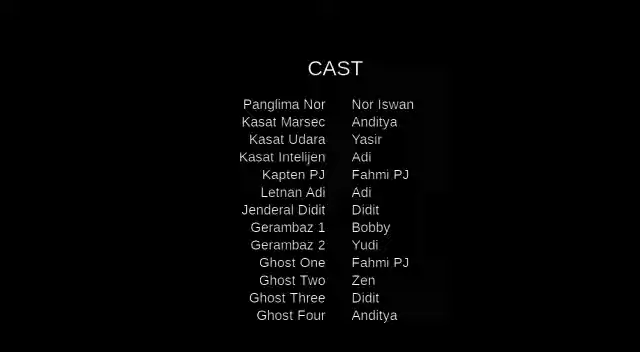 CAST
Panglima Nor Nor Iswan
Kasat Marsec Anditya
Kasat Udara Yasir
Kasat Intelijen Adi
Kapten PJ Fahmi PJ
Letnan Adi Adi
Jenderal Didit Didit
Gerambaz 1 Bobby
Gerambaz 2 Yudi
Ghost One Fahmi PJ
Ghost Two Zen
Ghost Three Didit
Ghost Four Anditya